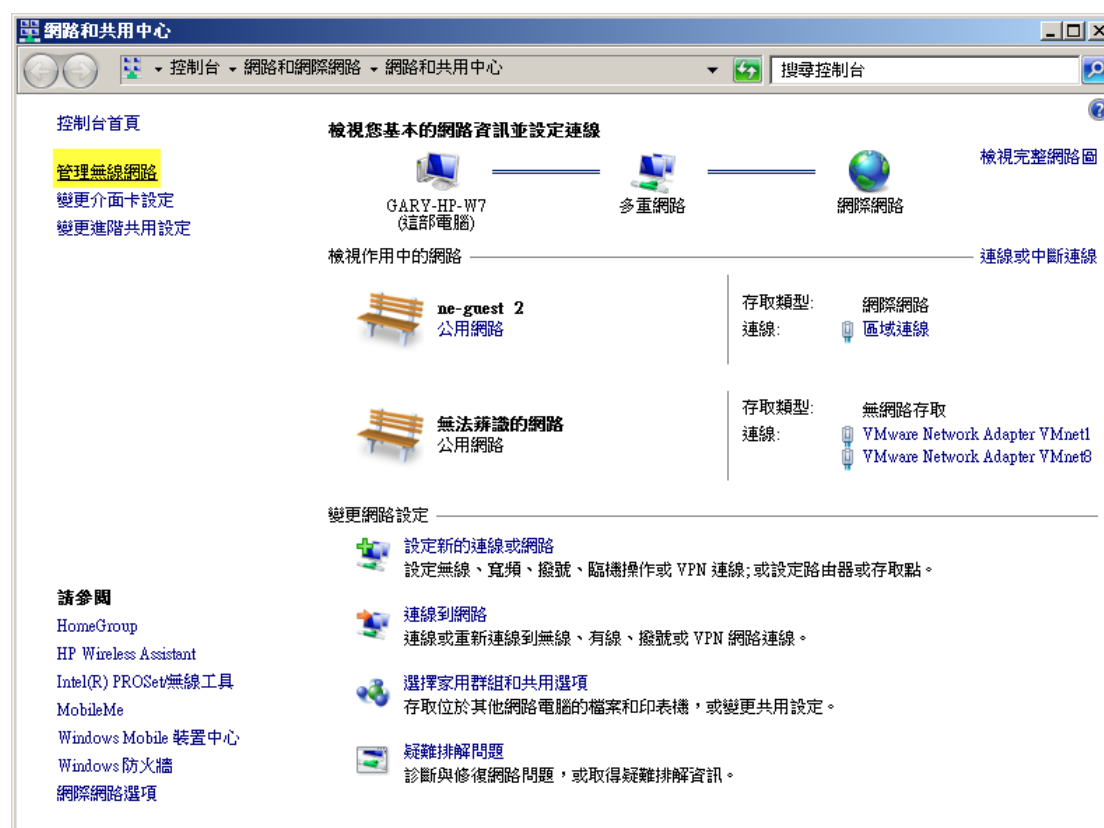 網路和共用中心
控制台 網路和網際網路 網路和共用中心
搜尋控制台
控制台首頁
管理無線網路
變更介面卡設定
變更進階共用設定
檢視您基本的網路資訊並設定連線
檢視完整網路圖
GARY-HP-W7
(這部電腦)
多重網路
網際網路
檢視作用中的網路
連線或中斷連線
ne-guest 2
公用網路
存取類型: 網際網路
連線: 區域連線
無法辨識的網路
公用網路
存取類型: 無網路存取
連線: VMware Network Adapter VMnet1
VMware Network Adapter VMnet8
變更網路設定
設定新的連線或網路
設定無線、寬頻、撥號、臨機操作或 VPN 連線;或設定路由器或存取點。
連線到網路
連線或重新連線到無線、有線、撥號或 VPN 網路連線。
選擇家用群組和共用選項
存取位於其他網路電腦的檔案和印表機，或變更共用設定。
疑難排解問題
診斷與修復網路問題，或取得疑難排解資訊。
請參閱
HomeGroup
HP Wireless Assistant
Intel(R) PROSet/無線工具
MobileMe
Windows Mobile 裝置中心
Windows 防火牆
網際網路選項